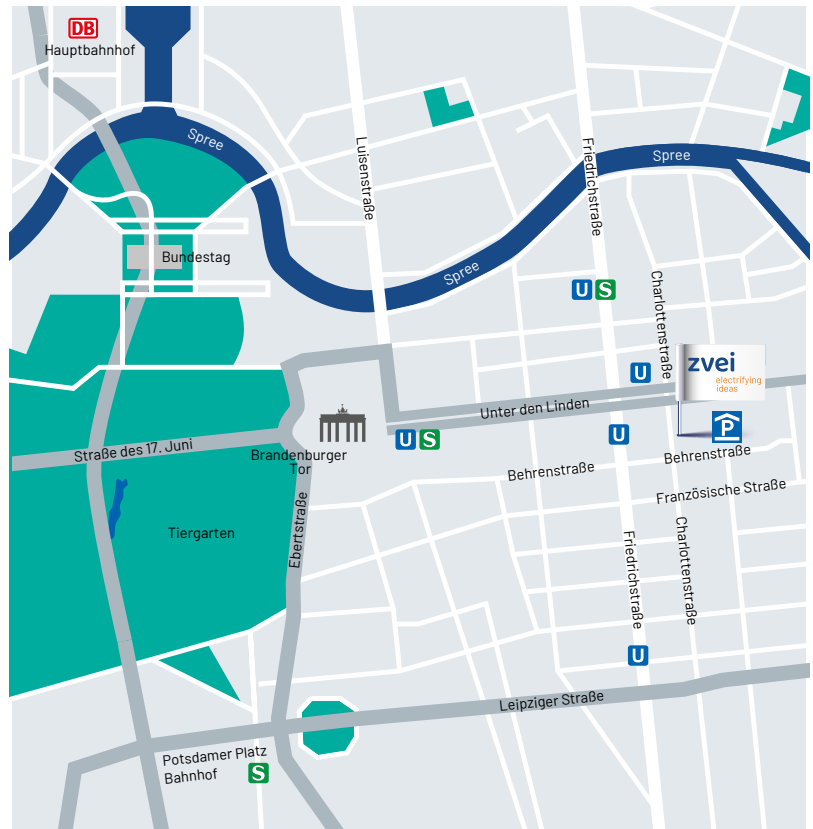 DB
Hauptbahnhof
Spree
Luisenstraße
Friedrichstraße
Spree
Bundestag
Spree
U S
Charlottenstraße
zvei
electrifying
ideas
U
Unter den Linden
P
U S
U
Straße des 17. Juni
Brandenburger
Tor
Behrenstraße
Behrenstraße
Französische Straße
Ebertstraße
Tiergarten
Friedrichstraße
Charlottenstraße
U
Leipziger Straße
Potsdamer Platz
Bahnhof
S